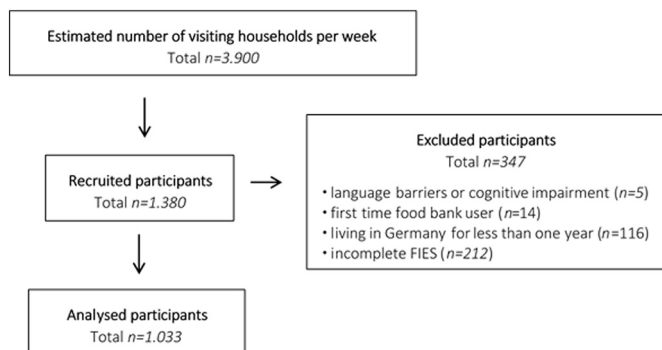 Estimated number of visiting households per week
Total n=3.900
Recruited participants
Total n=1.380
Excluded participants
Total n=347
• language barriers or cognitive impairment (n=5)
• first time food bank user (n=14)
• living in Germany for less than one year (n=116)
• incomplete FIES (n=212)
Analysed participants
Total n=1.033